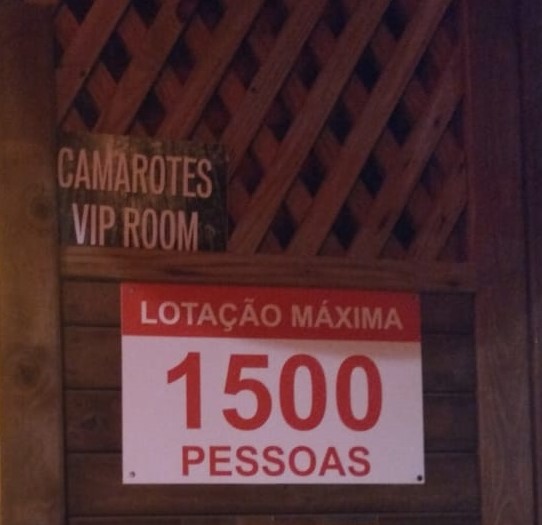 CAMAROTES
VIP ROOM
LOTAÇÃO MÁXIMA
1500
PESSOAS